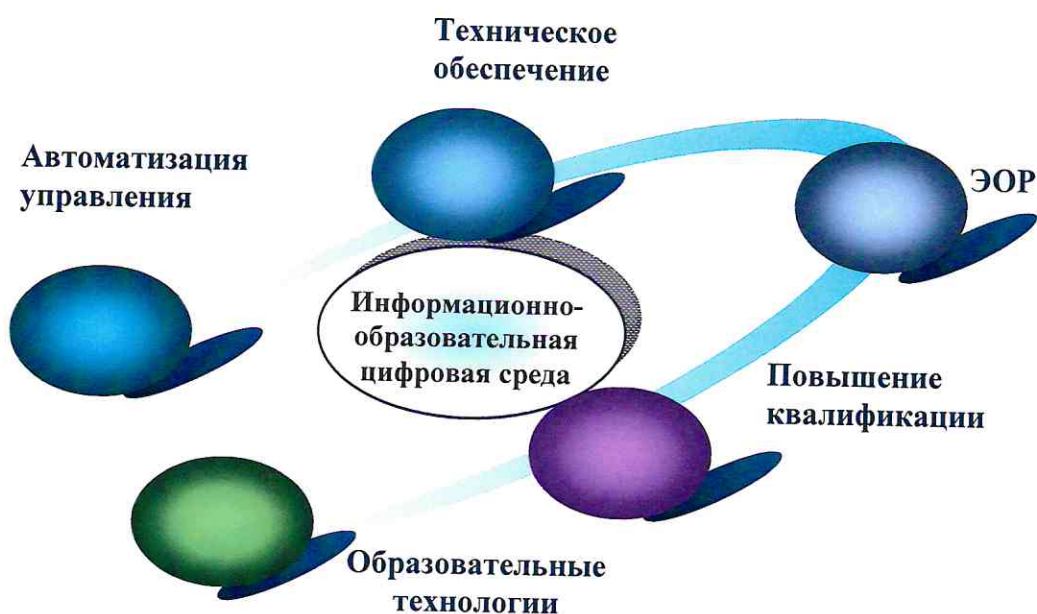 Техническое
обеспечение
Автоматизация
управления
ЭОР
Информационно-
образовательная
цифровая среда
Повышение
квалификации
Образовательные
технологии